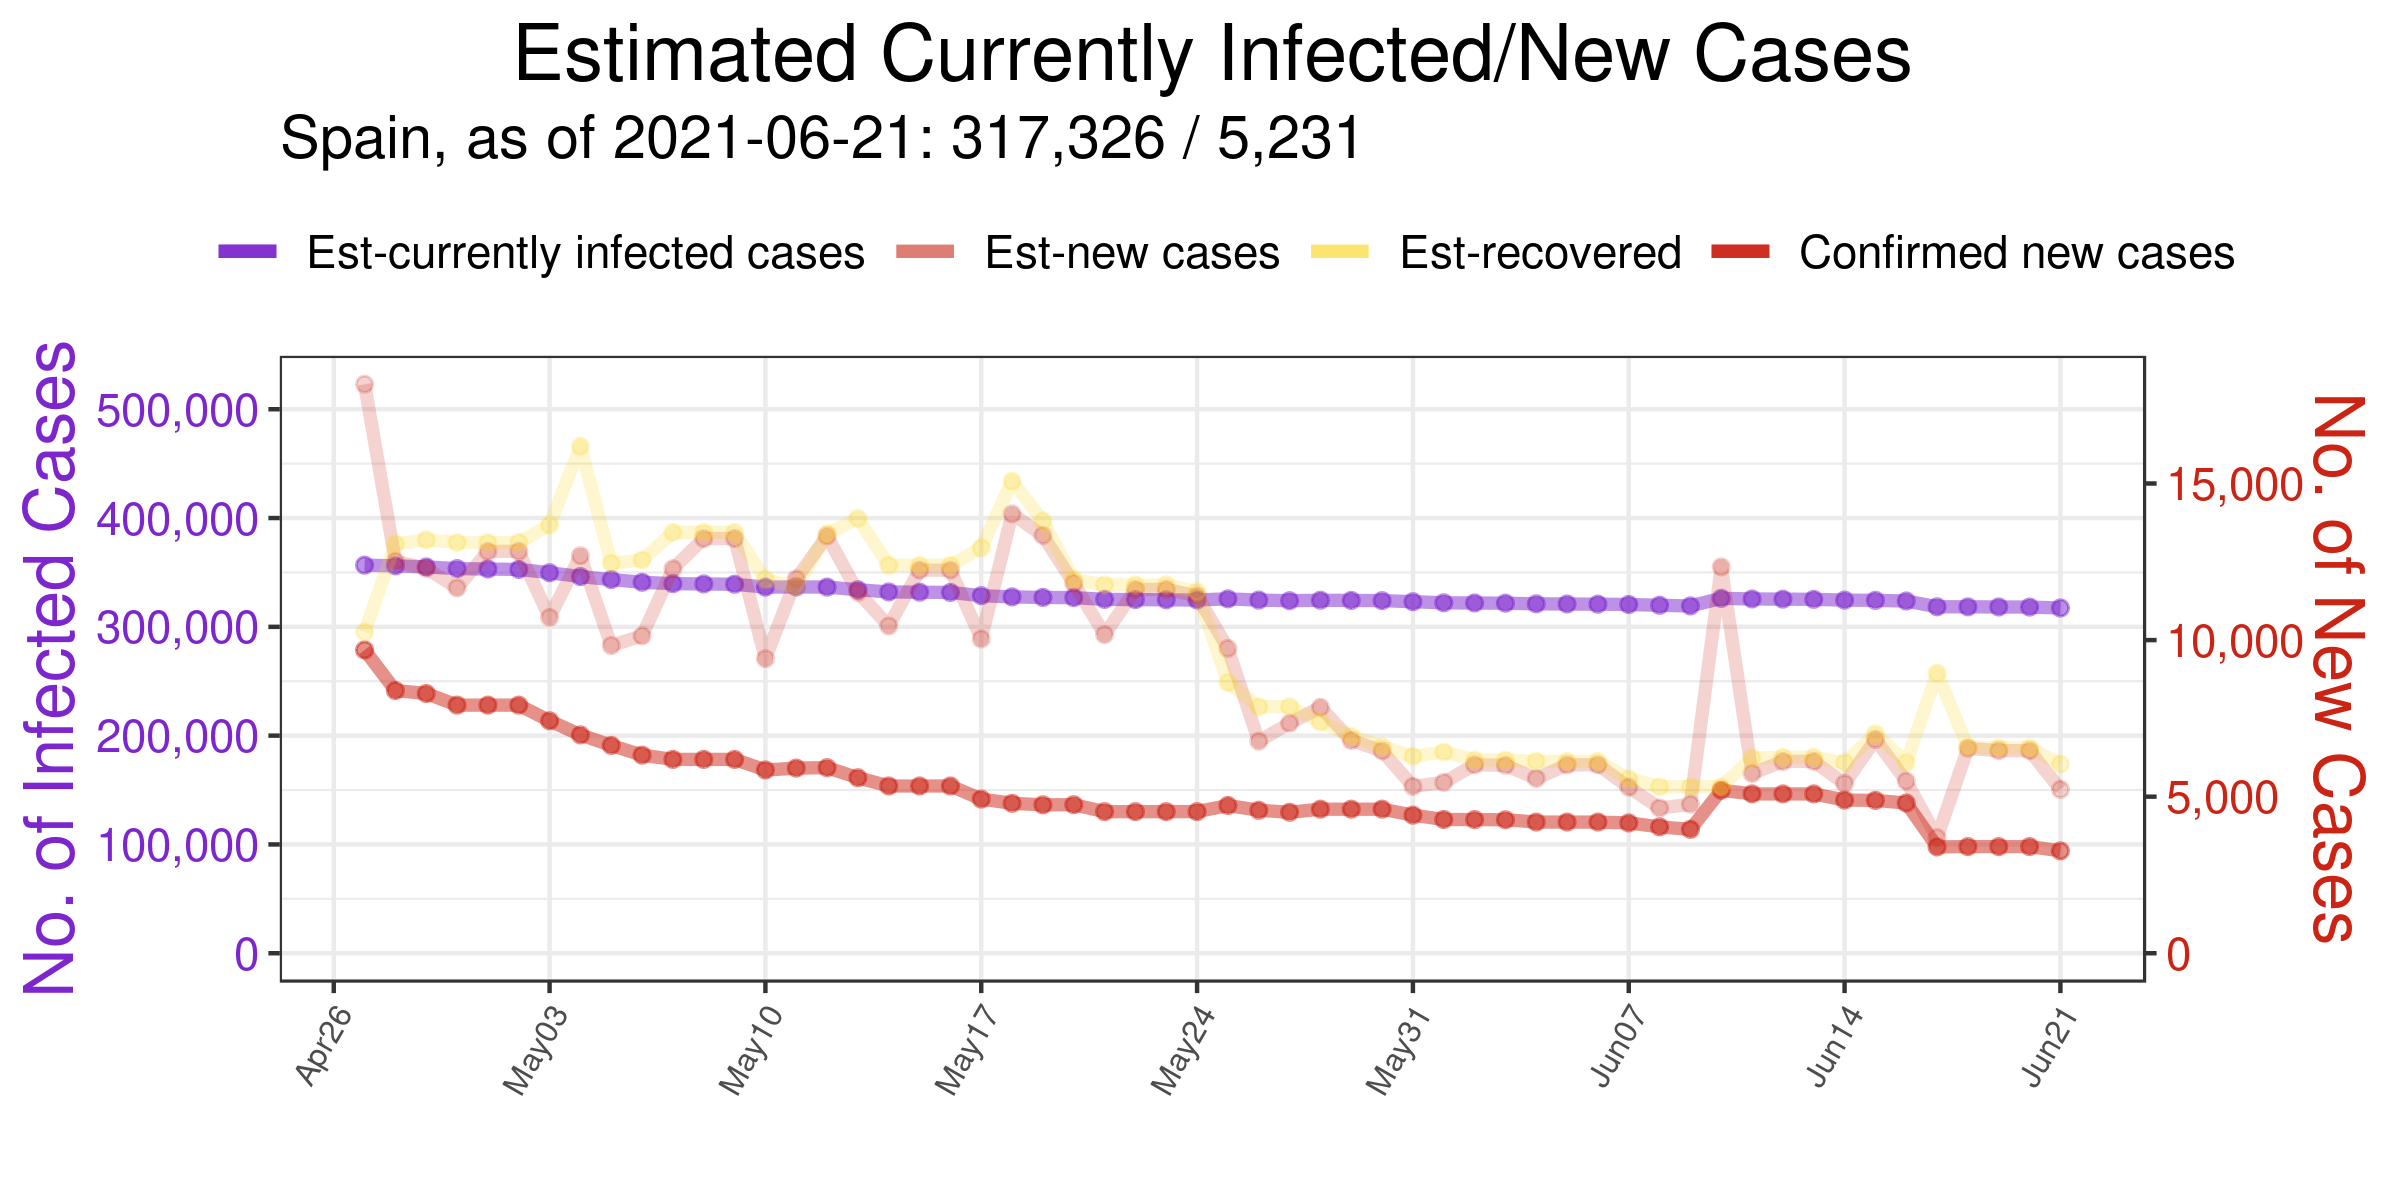 Estimated Currently Infected/New Cases
Spain, as of 2021-06-21: 317,326 / 5,231
Est-currently infected cases Est-new cases Est-recovered Confirmed new cases
No. of Infected Cases
500,000
400,000
300,000
200,000
100,000
0
15,000
10,000
5,000
0
No. of New Cases
Apr26 May03 May10 May17 May24 May31 Jun07 Jun14 Jun21